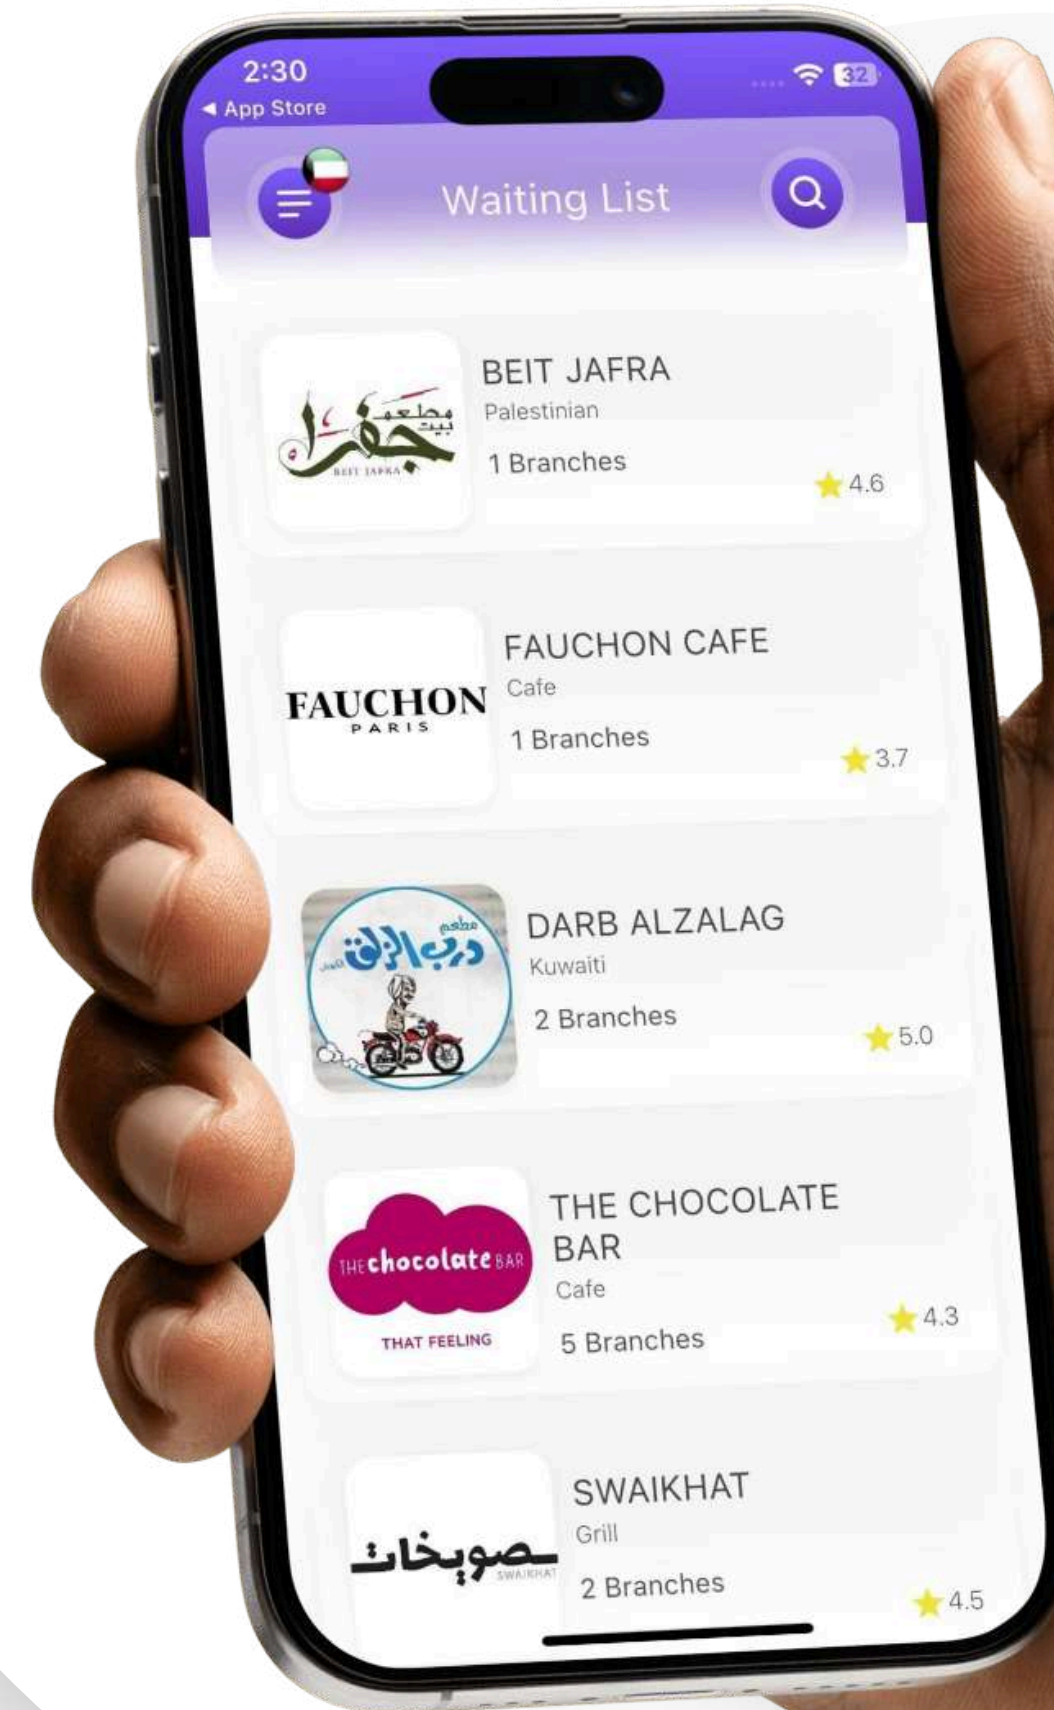 2:30
32
◀ App Store
Waiting List
BEIT JAFRA
مطعم
بيت
جفرا
BEIT JAFRA
Palestinian
1 Branches
4.6
FAUCHON CAFE
FAUCHON
PARIS
Cafe
1 Branches
3.7
DARB ALZALAG
مطعم
درب الزلق
Kuwaiti
2 Branches
5.0
THE CHOCOLATE
BAR
THE chocolate BAR
THAT FEELING
Cafe
5 Branches
4.3
SWAIKHAT
صويخات
SWAIKHAT
Grill
2 Branches
4.5